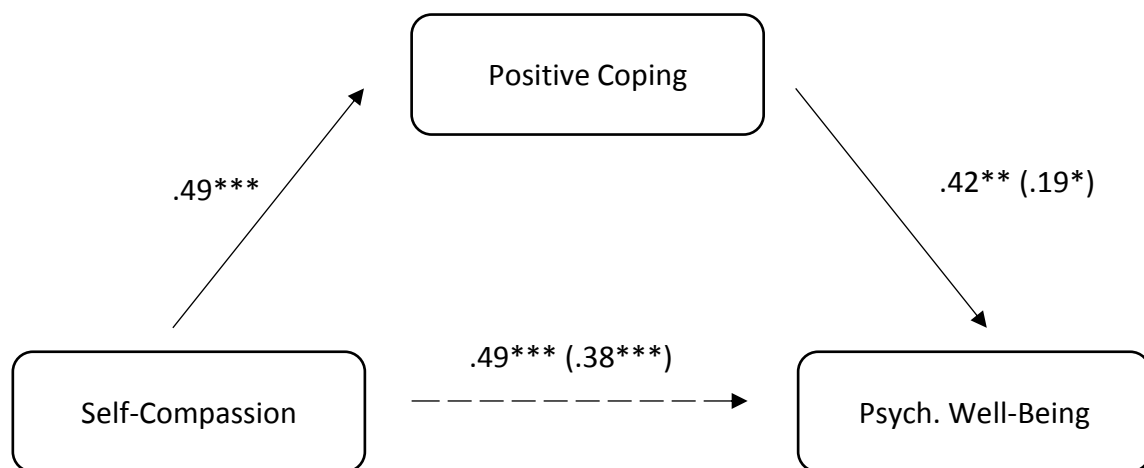 Positive Coping
.49***
.42** (.19*)
.49*** (.38***)
Self-Compassion
Psych. Well-Being